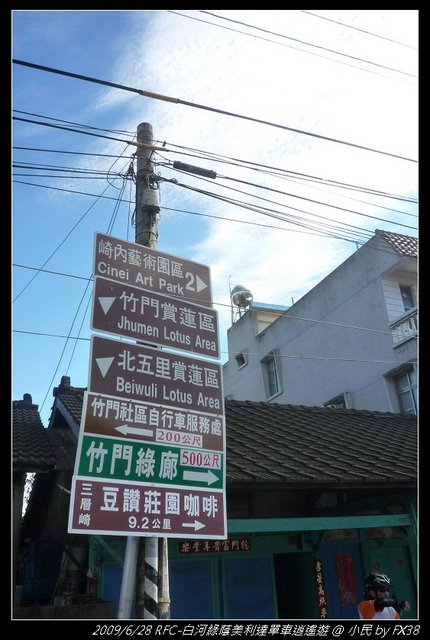 崎內藝術園區 2
Cinei Art Park
竹門賞蓮區
Jhumen Lotus Area
北五里賞蓮區
Beiwuli Lotus Area
竹門社區自行車服務處
200公尺
竹門綠廊 500公尺
三層崎 豆讚莊園咖啡
9.2公里
2009/6/28 RFC-白河綠蔭美利達單車逍遙遊 @ 小民 by FX38